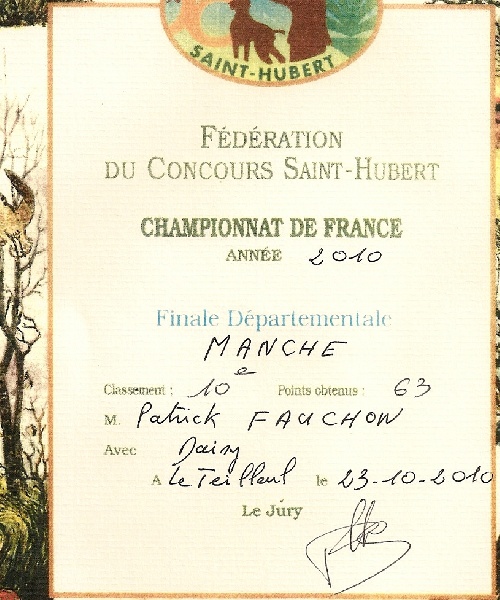 SAINT-HUBERT
FÉDÉRATION
DU CONCOURS SAINT-HUBERT
CHAMPIONNAT DE FRANCE
ANNÉE 2010
Finale Départementale
MANCHE
Classement : 10e Points obtenus : 63
M. Patrick FAUCHON
Avec Daisy
A Le Teilleul le 23-10-2010
Le Jury